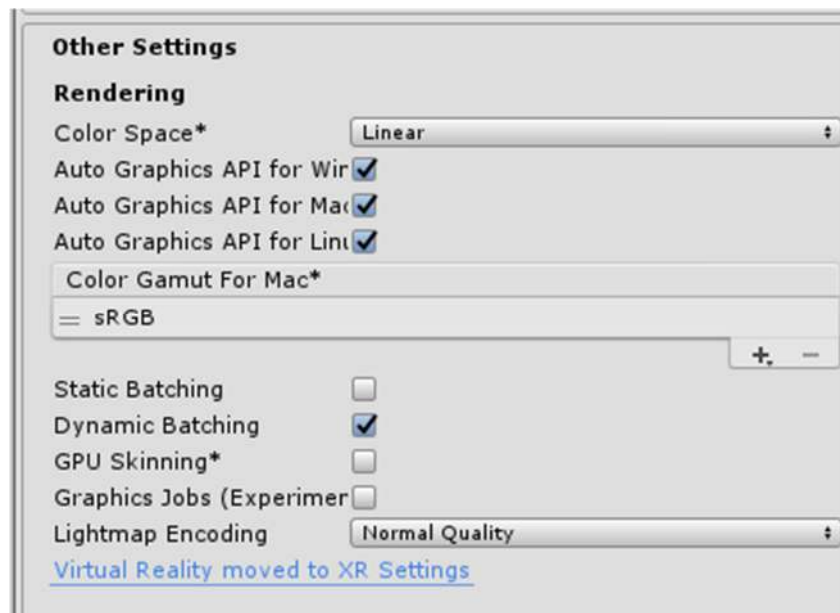 Other Settings
Rendering
Color Space* Linear
Auto Graphics API for Wir
Auto Graphics API for Mac
Auto Graphics API for Linu
Color Gamut For Mac*
= sRGB
+ −
Static Batching
Dynamic Batching
GPU Skinning*
Graphics Jobs (Experimer
Lightmap Encoding Normal Quality
Virtual Reality moved to XR Settings